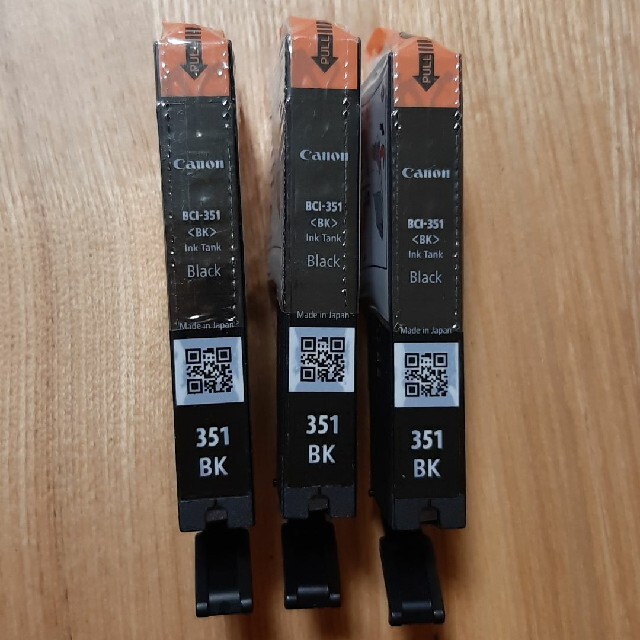 PULL
Canon
BCI-351
<BK>
Ink Tank
Black
Made in Japan
351
BK
PULL
Canon
BCI-351
<BK>
Ink Tank
Black
Made in Japan
351
BK
PULL
Canon
BCI-351
<BK>
Ink Tank
Black
Made in Japan
351
BK